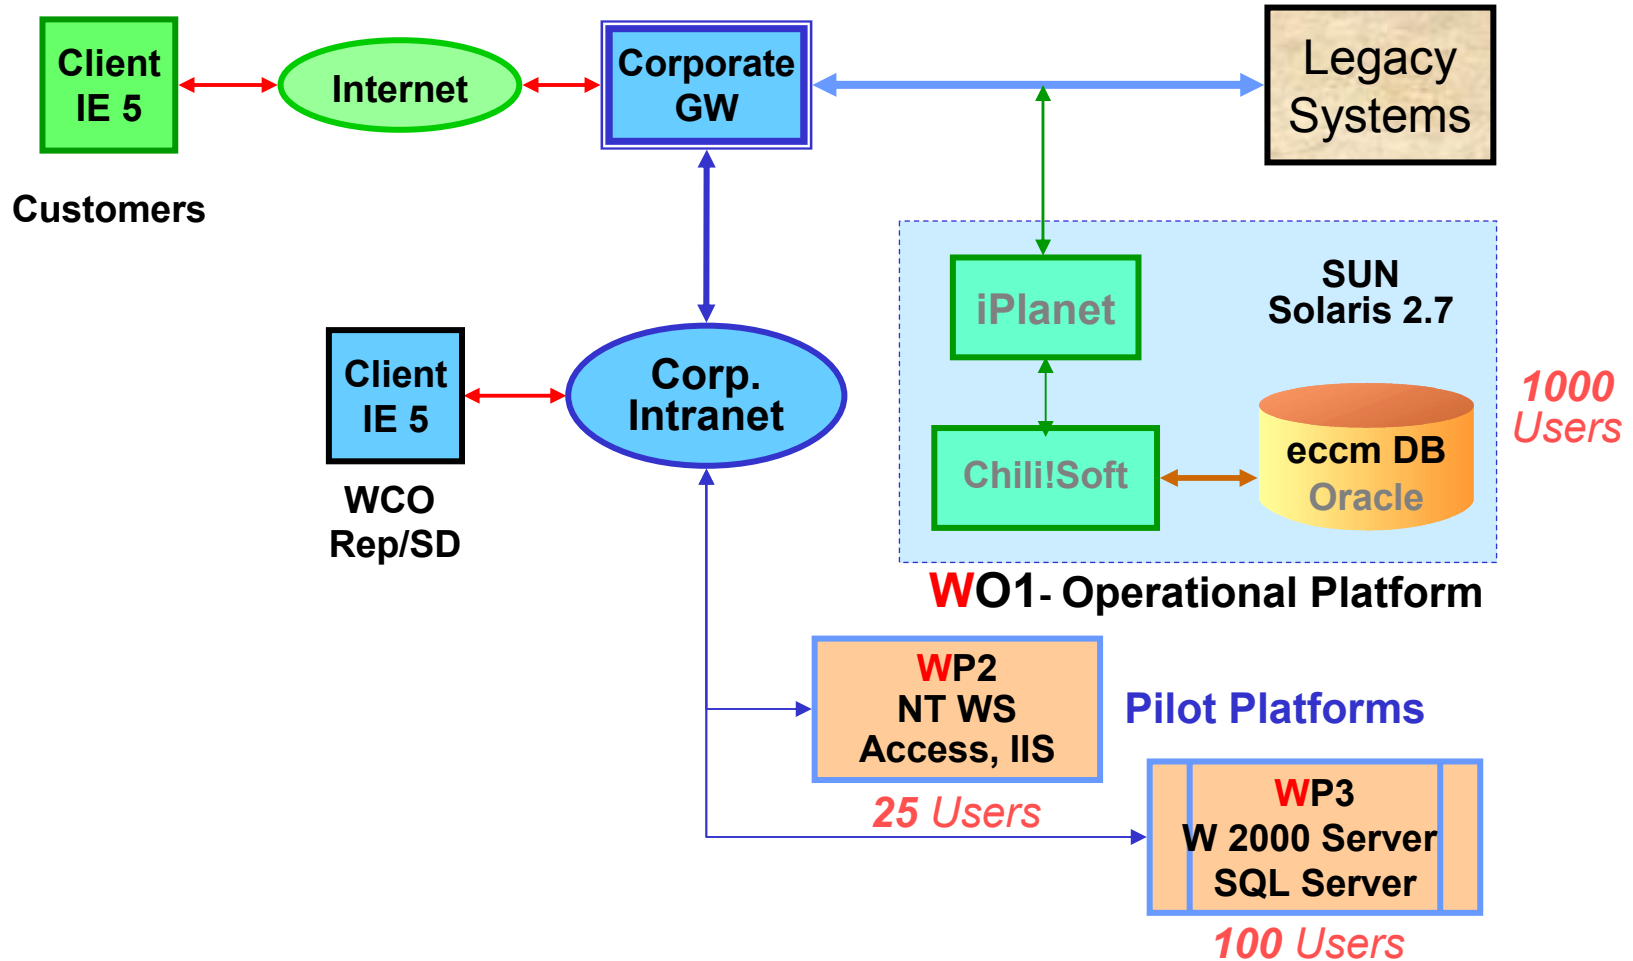 Client
IE 5
Internet
Corporate
GW
Legacy
Systems
Customers
SUN
Solaris 2.7
iPlanet
Client
IE 5
Corp.
Intranet
1000
Users
eccm DB
Oracle
Chili!Soft
WCO
Rep/SD
WO1- Operational Platform
WP2
NT WS
Access, IIS
Pilot Platforms
25 Users
WP3
W 2000 Server
SQL Server
100 Users